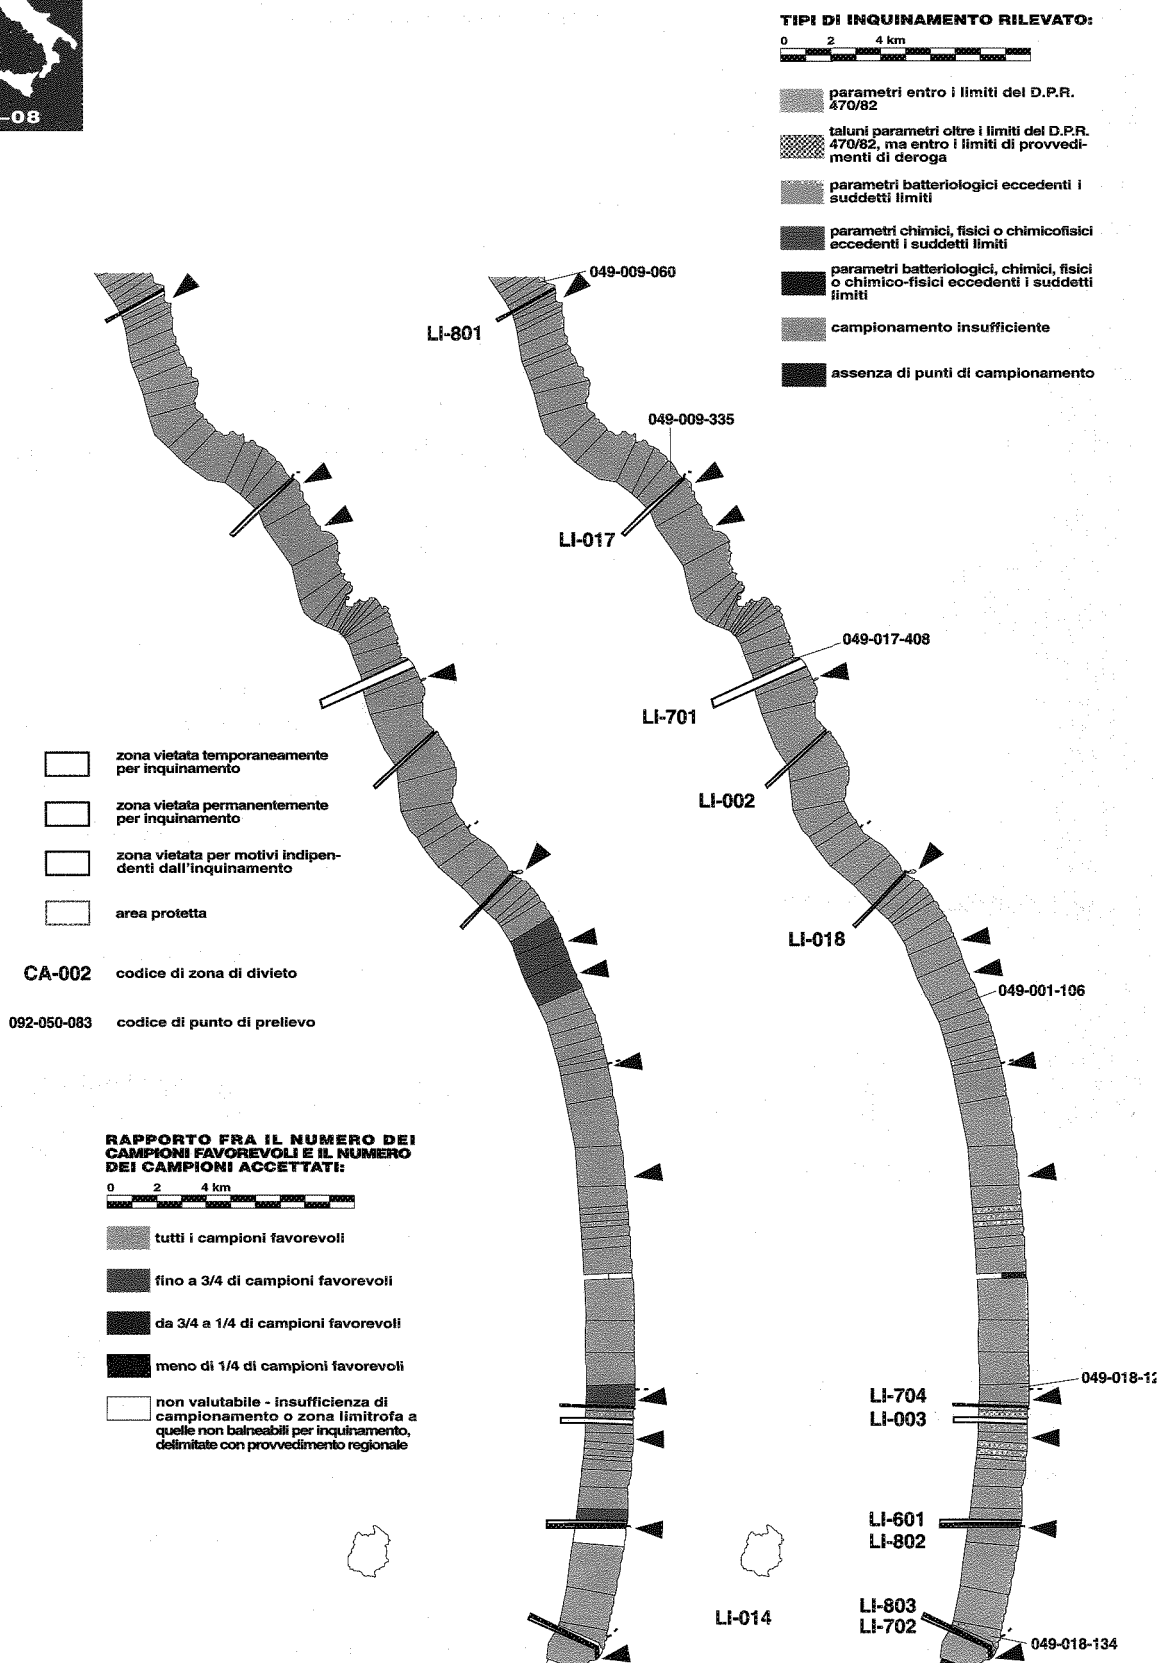 -08
TIPI DI INQUINAMENTO RILEVATO:
0 2 4 km
parametri entro i limiti del D.P.R.
470/82
taluni parametri oltre i limiti del D.P.R.
470/82, ma entro i limiti di provvedi-
menti di deroga
parametri batteriologici eccedenti i
suddetti limiti
parametri chimici, fisici o chimicofisici
eccedenti i suddetti limiti
parametri batteriologici, chimici, fisici
o chimico-fisici eccedenti i suddetti
limiti
campionamento insufficiente
assenza di punti di campionamento
049-009-060
LI-801
049-009-335
LI-017
049-017-408
LI-701
LI-002
LI-018
049-001-106
zona vietata temporaneamente
per inquinamento
zona vietata permanentemente
per inquinamento
zona vietata per motivi indipen-
denti dall'inquinamento
area protetta
CA-002 codice di zona di divieto
092-050-083 codice di punto di prelievo
RAPPORTO FRA IL NUMERO DEI
CAMPIONI FAVOREVOLI E IL NUMERO
DEI CAMPIONI ACCETTATI:
0 2 4 km
tutti i campioni favorevoli
fino a 3/4 di campioni favorevoli
da 3/4 a 1/4 di campioni favorevoli
meno di 1/4 di campioni favorevoli
non valutabile - insufficienza di
campionamento o zona limitrofa a
quelle non balneabili per inquinamento,
delimitate con provvedimento regionale
049-018-12
LI-704
LI-003
LI-601
LI-802
LI-014
LI-803
LI-702
049-018-134